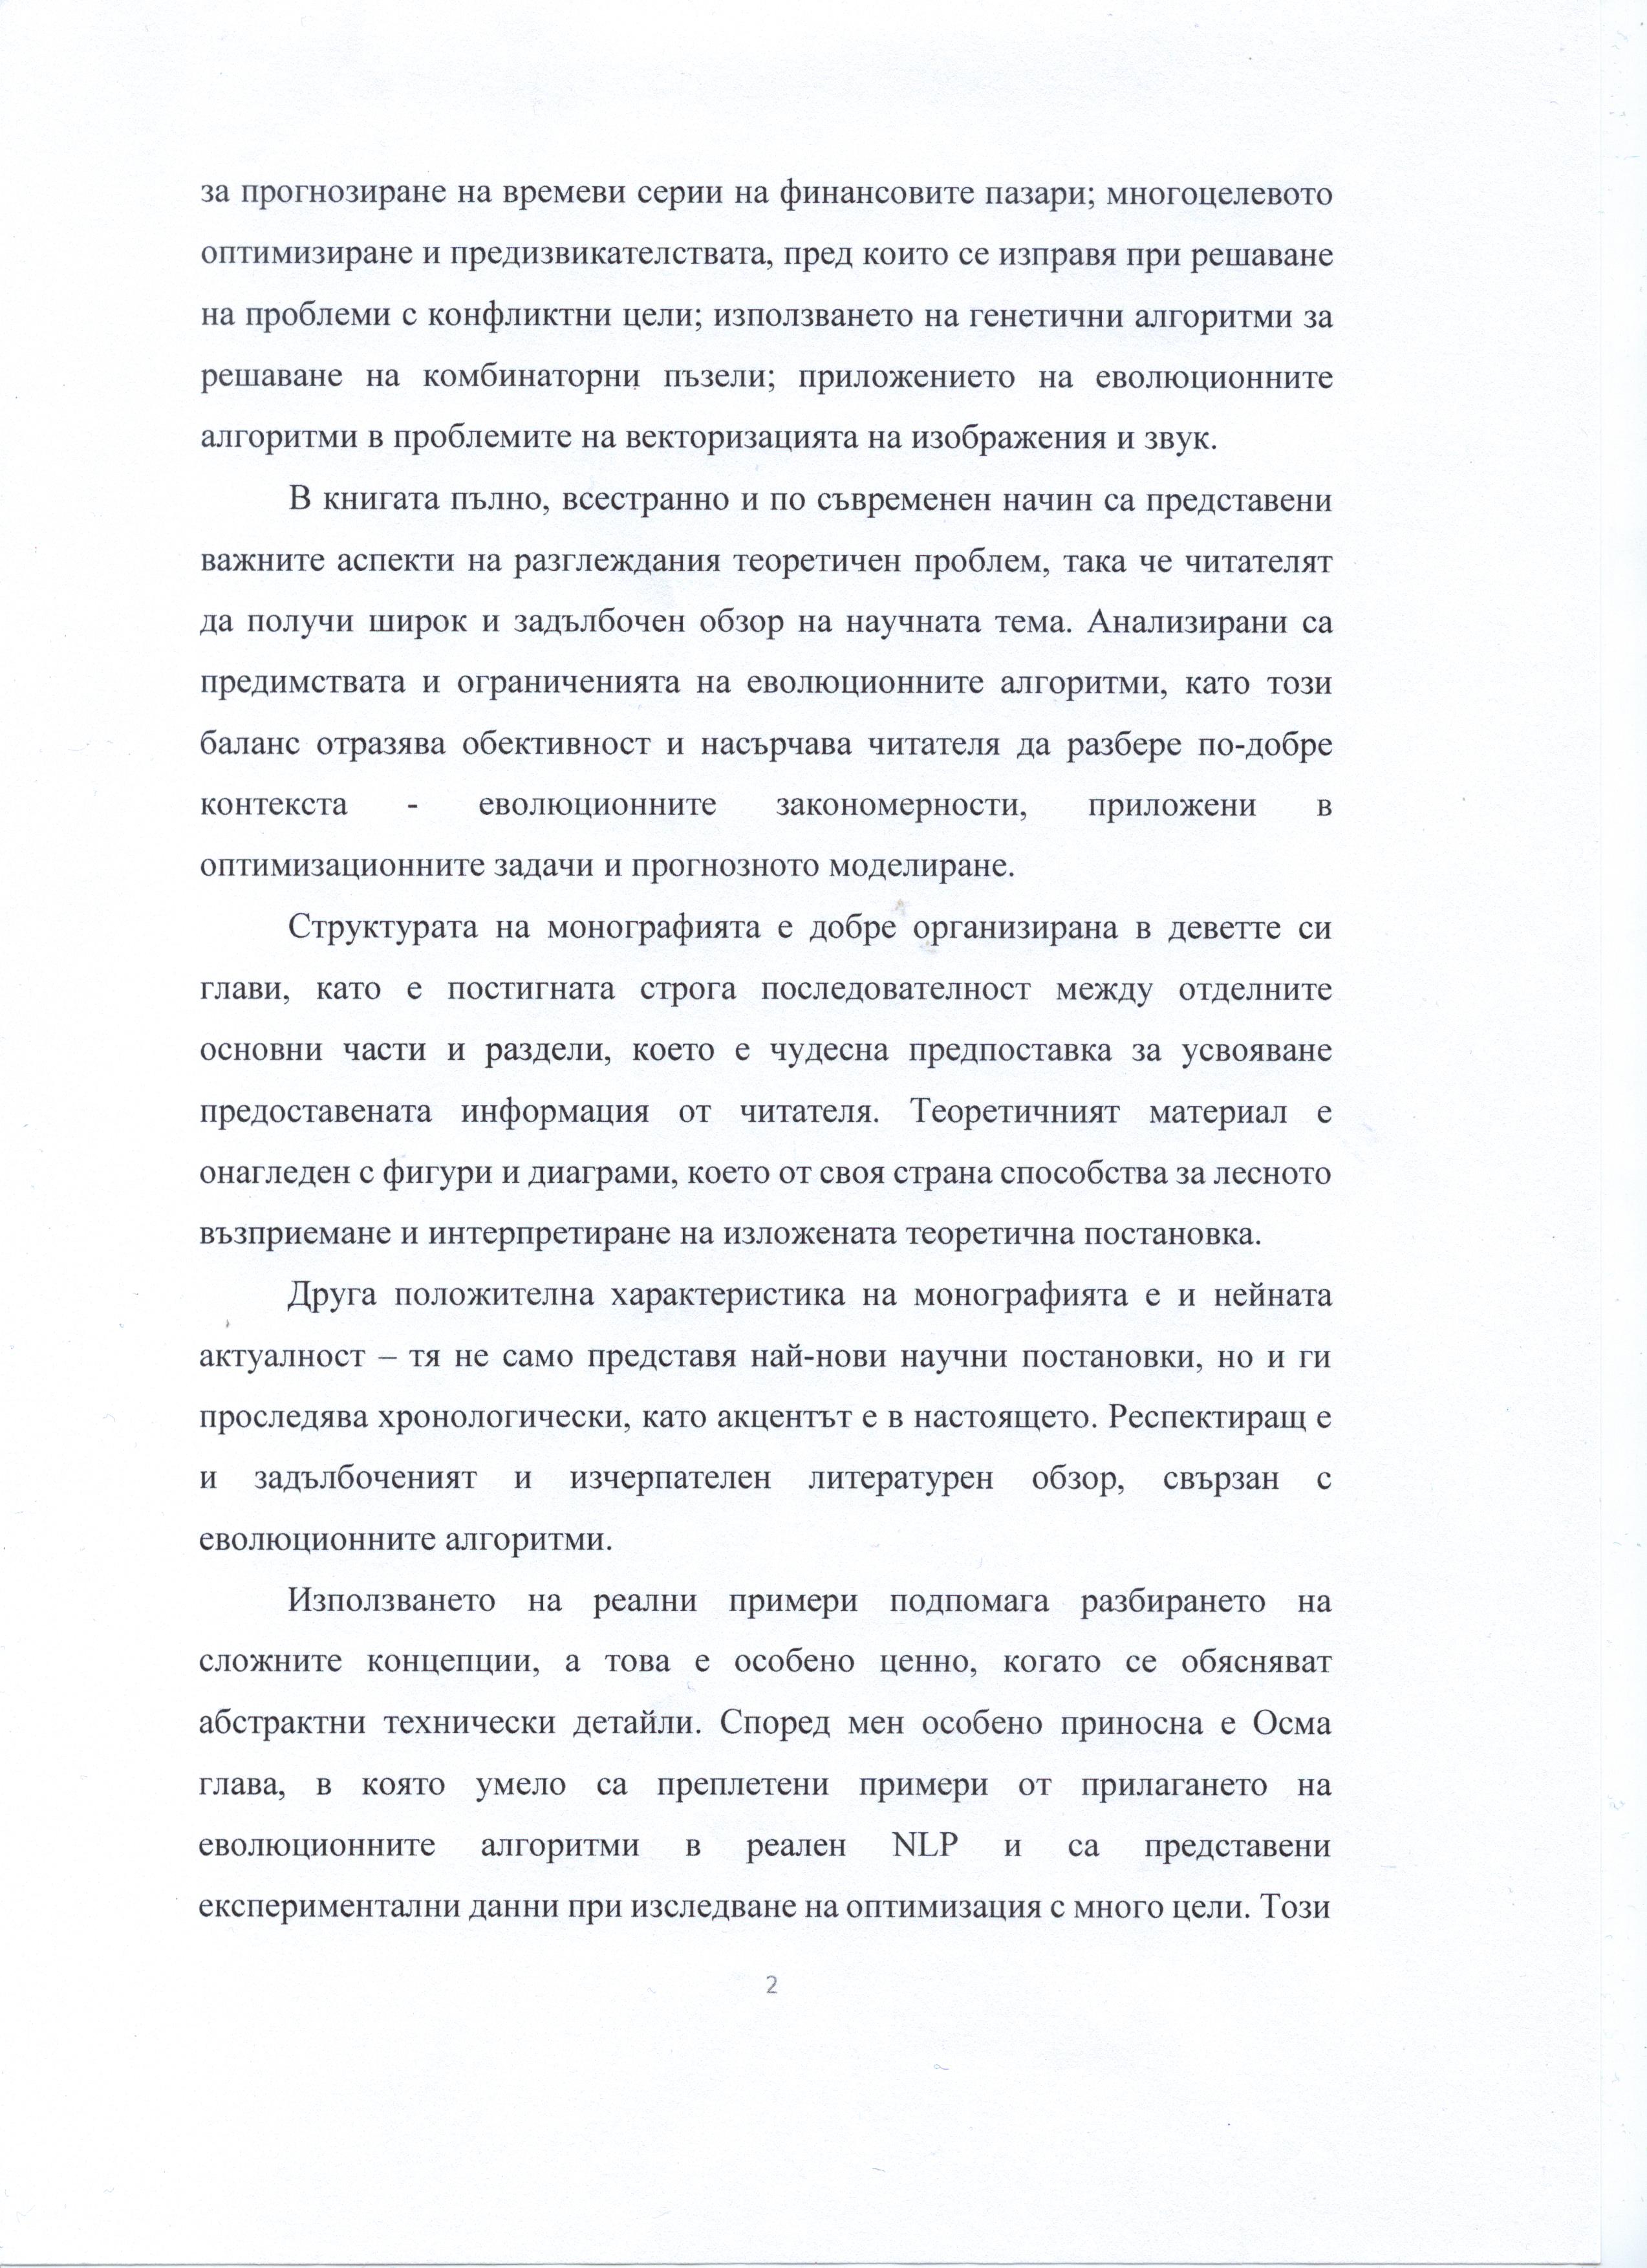 за прогнозиране на времеви серии на финансовите пазари; многоцелевото
оптимизиране и предизвикателствата, пред които се изправя при решаване
на проблеми с конфликтни цели; използването на генетични алгоритми за
решаване на комбинаторни пъзели; приложението на еволюционните
алгоритми в проблемите на векторизацията на изображения и звук.
В книгата пълно, всестранно и по съвременен начин са представени
важните аспекти на разглеждания теоретичен проблем, така че читателят
да получи широк и задълбочен обзор на научната тема. Анализирани са
предимствата и ограниченията на еволюционните алгоритми, като този
баланс отразява обективност и насърчава читателя да разбере по-добре
контекста - еволюционните закономерности, приложени в
оптимизационните задачи и прогнозното моделиране.
Структурата на монографията е добре организирана в деветте си
глави, като е постигната строга последователност между отделните
основни части и раздели, което е чудесна предпоставка за усвояване
предоставената информация от читателя. Теоретичният материал е
онагледен с фигури и диаграми, което от своя страна способства за лесното
възприемане и интерпретиране на изложената теоретична постановка.
Друга положителна характеристика на монографията е и нейната
актуалност – тя не само представя най-нови научни постановки, но и ги
проследява хронологически, като акцентът е в настоящето. Респектиращ е
и задълбоченият и изчерпателен литературен обзор, свързан с
еволюционните алгоритми.
Използването на реални примери подпомага разбирането на
сложните концепции, а това е особено ценно, когато се обясняват
абстрактни технически детайли. Според мен особено приносна е Осма
глава, в която умело са преплетени примери от прилагането на
еволюционните алгоритми в реален NLP и са представени
експериментални данни при изследване на оптимизация с много цели. Този
2